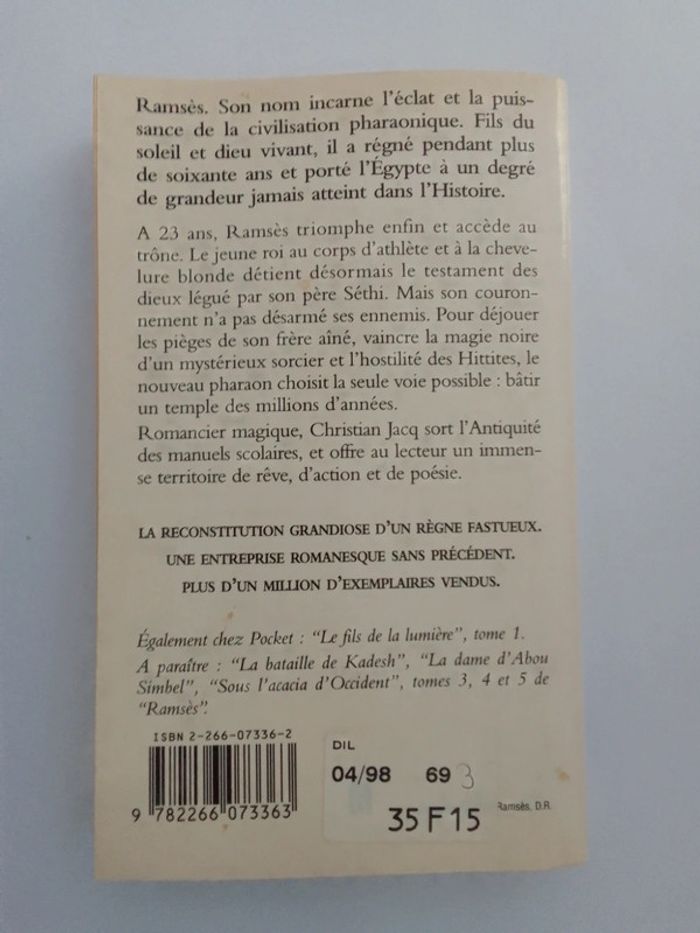 Ramsès. Son nom incarne l'éclat et la puis-
sance de la civilisation pharaonique. Fils du
soleil et dieu vivant, il a régné pendant plus
de soixante ans et porté l'Égypte à un degré
de grandeur jamais atteint dans l'Histoire.
A 23 ans, Ramsès triomphe enfin et accède au
trône. Le jeune roi au corps d'athlète et à la cheve-
lure blonde détient désormais le testament des
dieux légué par son père Séthi. Mais son couron-
nement n'a pas désarmé ses ennemis. Pour déjouer
les pièges de son frère aîné, vaincre la magie noire
d'un mystérieux sorcier et l'hostilité des Hittites, le
nouveau pharaon choisit la seule voie possible : bâtir
un temple des millions d'années.
Romancier magique, Christian Jacq sort l'Antiquité
des manuels scolaires, et offre au lecteur un immen-
se territoire de rêve, d'action et de poésie.
LA RECONSTITUTION GRANDIOSE D'UN RÈGNE FASTUEUX.
UNE ENTREPRISE ROMANESQUE SANS PRÉCÉDENT.
PLUS D'UN MILLION D'EXEMPLAIRES VENDUS.
Également chez Pocket : "Le fils de la lumière", tome 1.
A paraître : "La bataille de Kadesh", "La dame d'Abou
Simbel", "Sous l'acacia d'Occident", tomes 3, 4 et 5 de
"Ramsès".
ISBN 2-266-07336-2
9 782266 073363
DIL
04/98 69 3
35 F 15
Ramsès, D.R.